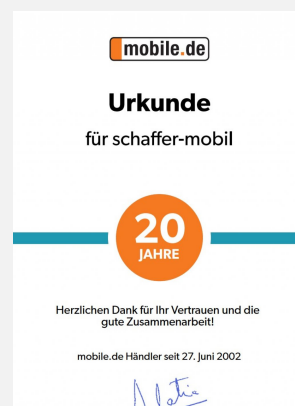 mobile.de
Urkunde
für schaffer-mobil
20
JAHRE
Herzlichen Dank für Ihr Vertrauen und die
gute Zusammenarbeit!
mobile.de Händler seit 27. Juni 2002